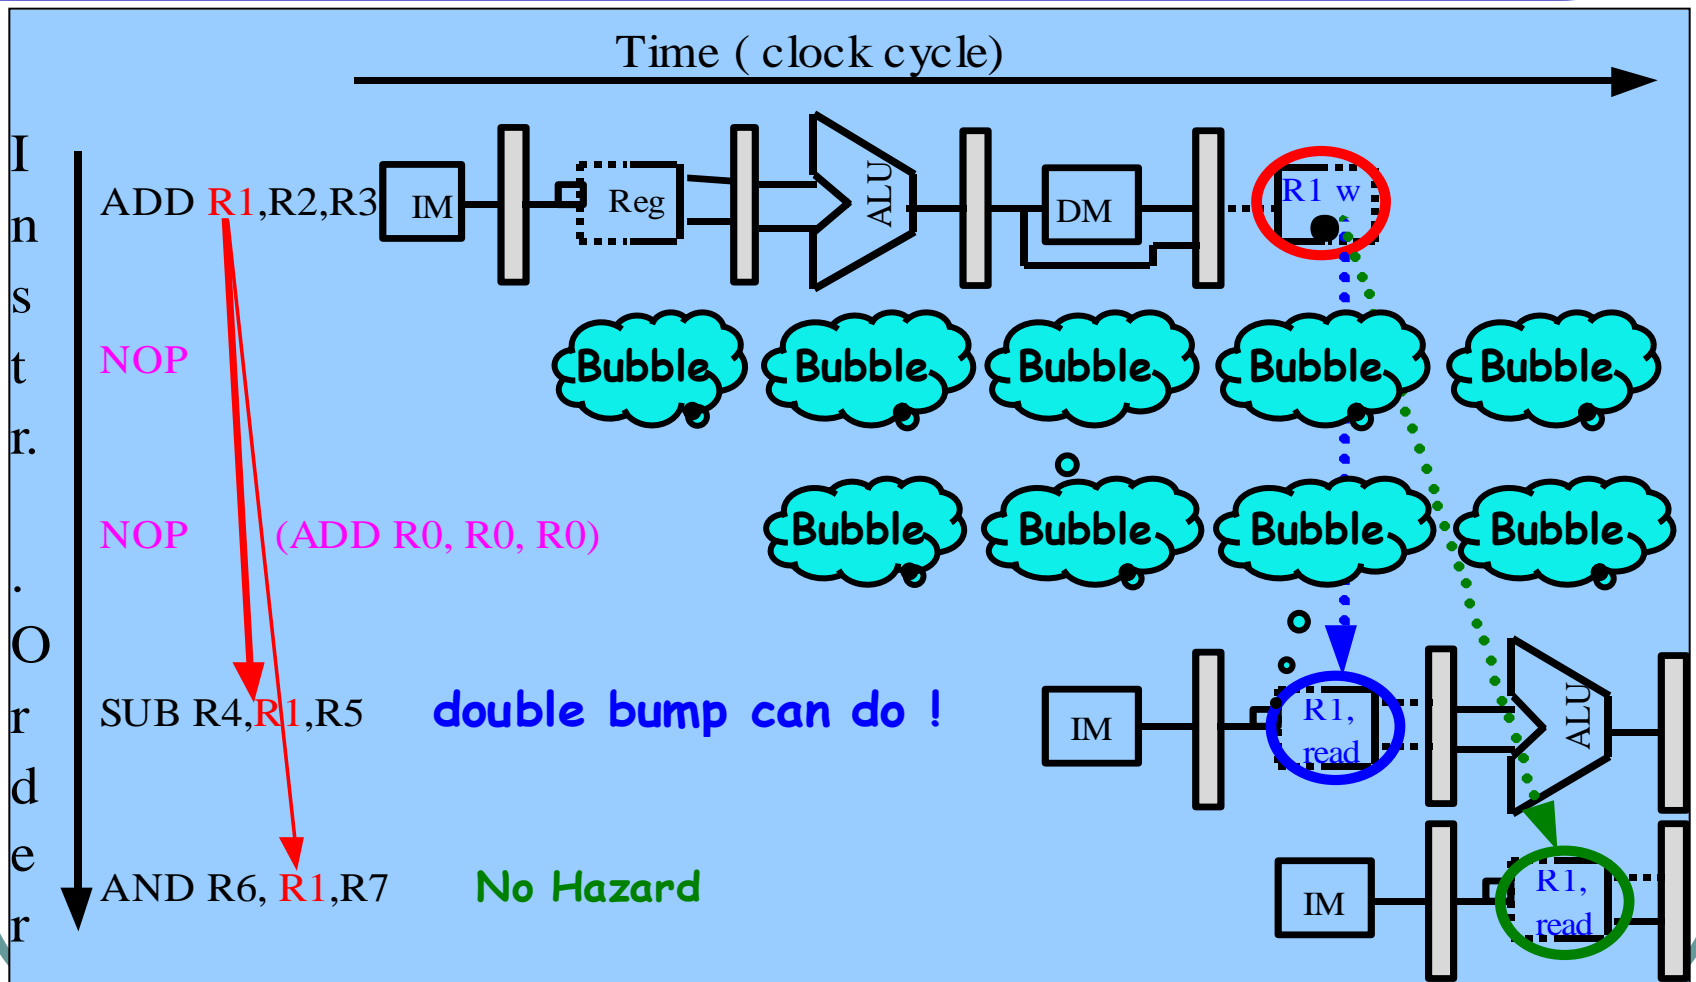 Time ( clock cycle)
Instr. Order
ADD R1,R2,R3
IM
Reg
ALU
DM
R1 w
NOP
Bubble
Bubble
Bubble
Bubble
Bubble
NOP (ADD R0, R0, R0)
Bubble
Bubble
Bubble
Bubble
SUB R4,R1,R5
double bump can do !
IM
R1,
read
ALU
AND R6, R1,R7
No Hazard
IM
R1,
read